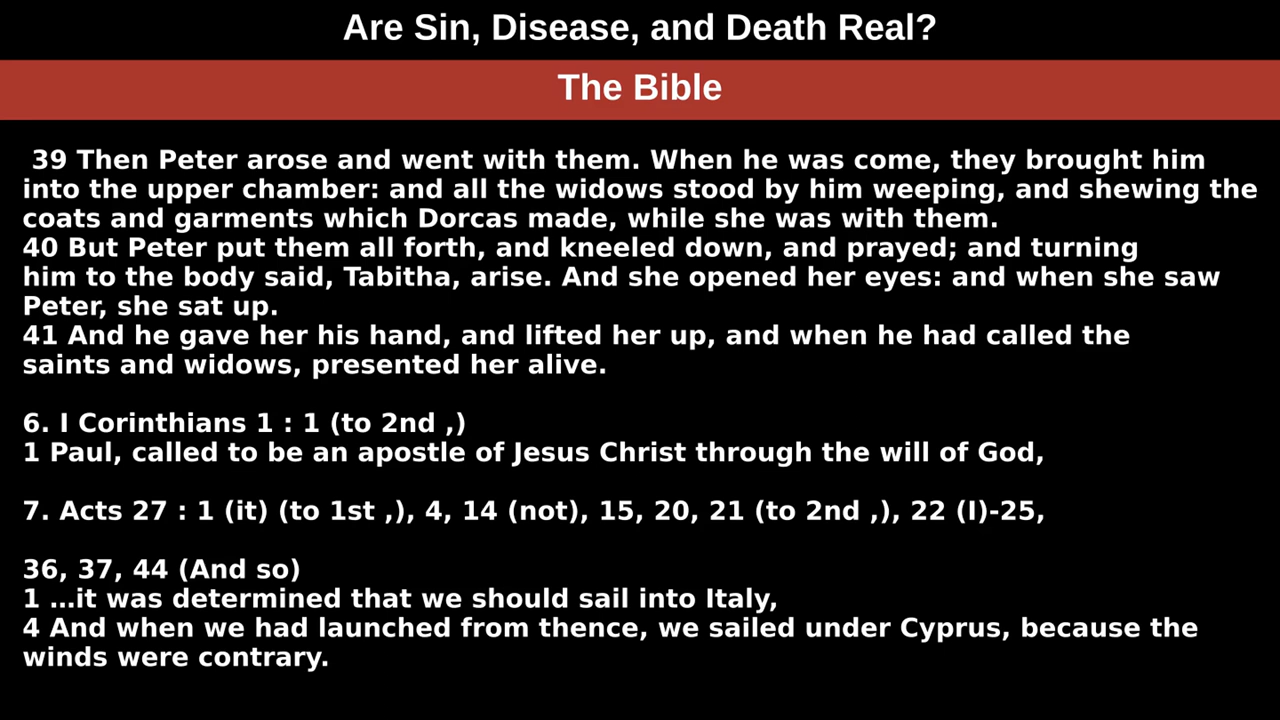 Are Sin, Disease, and Death Real?
The Bible
39 Then Peter arose and went with them. When he was come, they brought him
into the upper chamber: and all the widows stood by him weeping, and shewing the
coats and garments which Dorcas made, while she was with them.
40 But Peter put them all forth, and kneeled down, and prayed; and turning
him to the body said, Tabitha, arise. And she opened her eyes: and when she saw
Peter, she sat up.
41 And he gave her his hand, and lifted her up, and when he had called the
saints and widows, presented her alive.
6. I Corinthians 1 : 1 (to 2nd ,)
1 Paul, called to be an apostle of Jesus Christ through the will of God,
7. Acts 27 : 1 (it) (to 1st ,), 4, 14 (not), 15, 20, 21 (to 2nd ,), 22 (I)-25,
36, 37, 44 (And so)
1 …it was determined that we should sail into Italy,
4 And when we had launched from thence, we sailed under Cyprus, because the
winds were contrary.